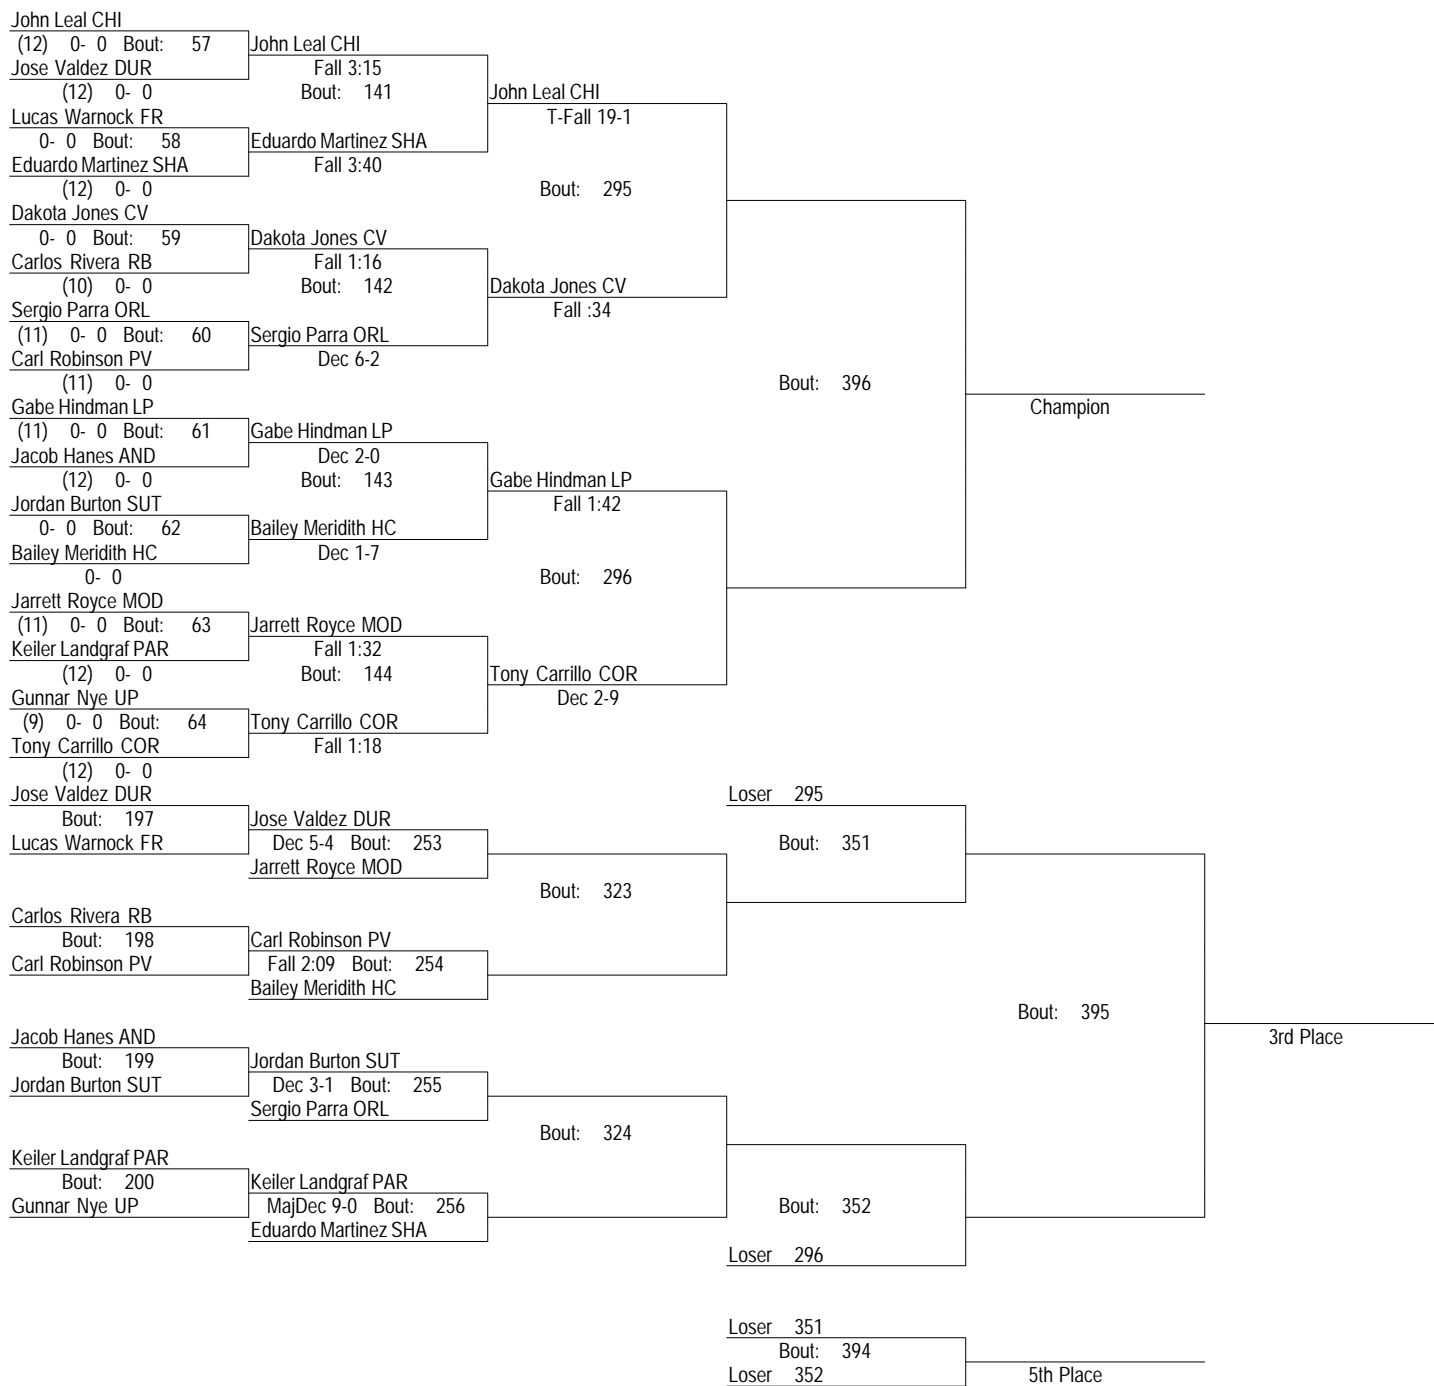 John Leal CHI
(12) 0- 0 Bout: 57 John Leal CHI
Jose Valdez DUR Fall 3:15
(12) 0- 0 Bout: 141 John Leal CHI
Lucas Warnock FR T-Fall 19-1
0- 0 Bout: 58 Eduardo Martinez SHA
Eduardo Martinez SHA Fall 3:40
(12) 0- 0 Bout: 295
Dakota Jones CV
0- 0 Bout: 59 Dakota Jones CV
Carlos Rivera RB Fall 1:16
(10) 0- 0 Bout: 142 Dakota Jones CV
Sergio Parra ORL Fall :34
(11) 0- 0 Bout: 60 Sergio Parra ORL
Carl Robinson PV Dec 6-2
(11) 0- 0 Bout: 396
Gabe Hindman LP Champion
(11) 0- 0 Bout: 61 Gabe Hindman LP
Jacob Hanes AND Dec 2-0
(12) 0- 0 Bout: 143 Gabe Hindman LP
Jordan Burton SUT Fall 1:42
0- 0 Bout: 62 Bailey Meridith HC
Bailey Meridith HC Dec 1-7
0- 0 Bout: 296
Jarrett Royce MOD
(11) 0- 0 Bout: 63 Jarrett Royce MOD
Keiler Landgraf PAR Fall 1:32
(12) 0- 0 Bout: 144 Tony Carrillo COR
Gunnar Nye UP Dec 2-9
(9) 0- 0 Bout: 64 Tony Carrillo COR
Tony Carrillo COR Fall 1:18
(12) 0- 0
Jose Valdez DUR Loser 295
Bout: 197 Jose Valdez DUR
Lucas Warnock FR Dec 5-4 Bout: 253 Bout: 351
Jarrett Royce MOD
Bout: 323
Carlos Rivera RB
Bout: 198 Carl Robinson PV
Carl Robinson PV Fall 2:09 Bout: 254
Bailey Meridith HC
Bout: 395
Jacob Hanes AND 3rd Place
Bout: 199 Jordan Burton SUT
Jordan Burton SUT Dec 3-1 Bout: 255
Sergio Parra ORL
Bout: 324
Keiler Landgraf PAR
Bout: 200 Keiler Landgraf PAR
Gunnar Nye UP MajDec 9-0 Bout: 256 Bout: 352
Eduardo Martinez SHA
Loser 296
Loser 351
Bout: 394
Loser 352 5th Place